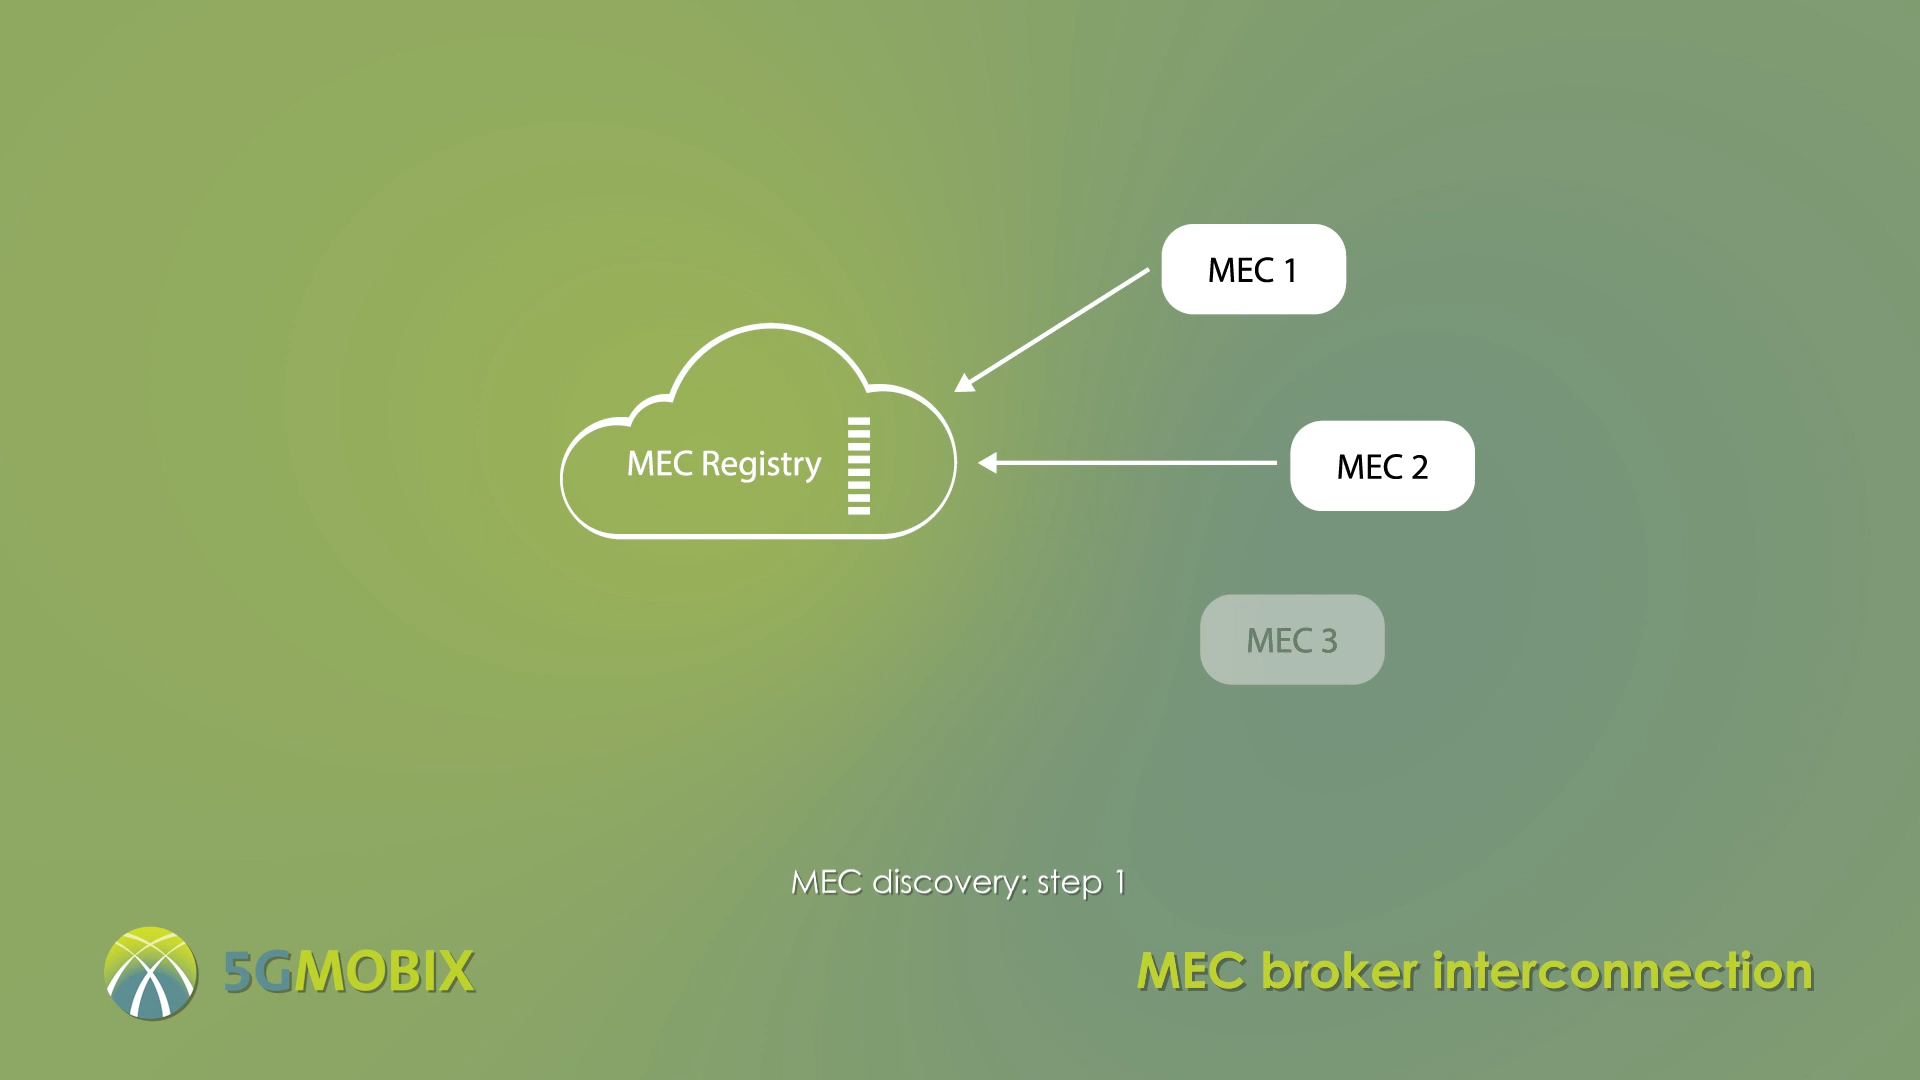 MEC 1
MEC Registry
MEC 2
MEC 3
MEC discovery: step 1
5GMOBIX
MEC broker interconnection